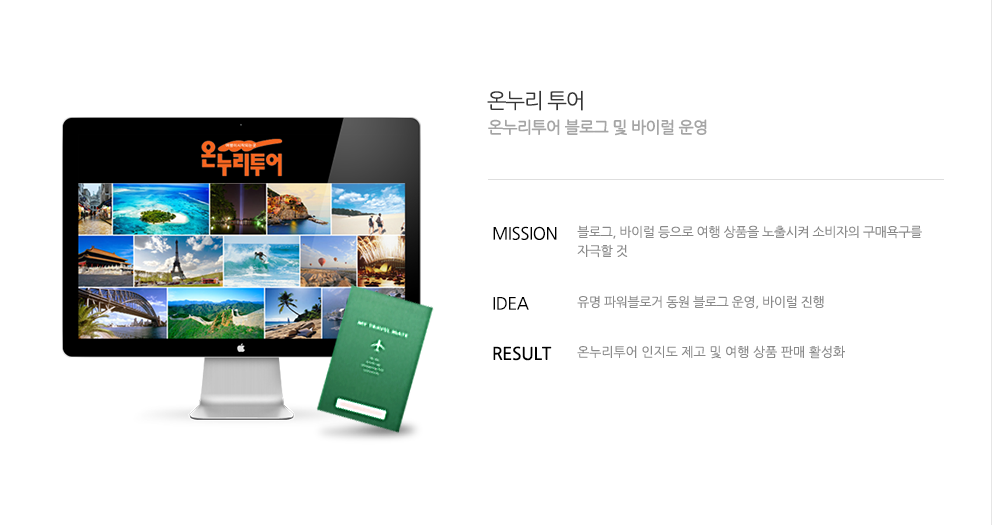 온누리 투어
온누리투어 블로그 및 바이럴 운영
온누리투어
MISSION 블로그, 바이럴 등으로 여행 상품을 노출시켜 소비자의 구매욕구를
자극할 것
IDEA 유명 파워블로거 동원 블로그 운영, 바이럴 진행
RESULT 온누리투어 인지도 제고 및 여행 상품 판매 활성화
MY TRAVEL MATE